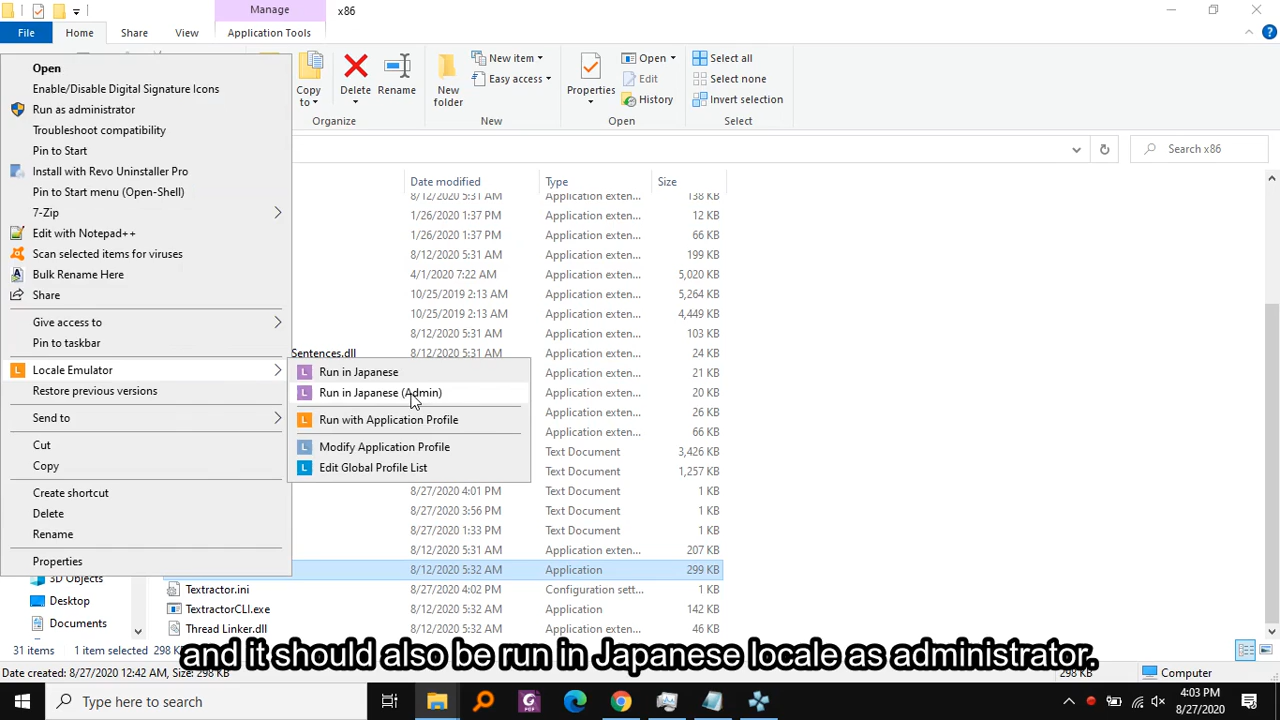 Manage
x86
File
Home
Share
View
Application Tools
Open
Enable/Disable Digital Signature Icons
Run as administrator
Troubleshoot compatibility
Pin to Start
Install with Revo Uninstaller Pro
Pin to Start menu (Open-Shell)
7-Zip
Edit with Notepad++
Scan selected items for viruses
Bulk Rename Here
Share
Give access to
Pin to taskbar
Locale Emulator
Restore previous versions
Send to
Cut
Copy
Create shortcut
Delete
Rename
Properties
Run in Japanese
Run in Japanese (Admin)
Run with Application Profile
Modify Application Profile
Edit Global Profile List
Copy to
Delete
Rename
New folder
New item
Easy access
Properties
Open
Edit
History
Select all
Select none
Invert selection
Organize
New
Open
Select
Search x86
Date modified
Type
Size
8/12/2020 5:31 AM Application exten... 138 KB
1/26/2020 1:37 PM Application exten... 12 KB
1/26/2020 1:37 PM Application exten... 66 KB
8/12/2020 5:31 AM Application exten... 199 KB
4/1/2020 7:22 AM Application exten... 5,020 KB
10/25/2019 2:13 AM Application exten... 5,264 KB
10/25/2019 2:13 AM Application exten... 4,449 KB
8/12/2020 5:31 AM Application exten... 103 KB
Sentences.dll 8/12/2020 5:31 AM Application exten... 24 KB
Application exten... 21 KB
Application exten... 20 KB
Application exten... 26 KB
Application exten... 62 KB
Text Document 3,426 KB
Text Document 1,257 KB
8/27/2020 4:01 PM Text Document 1 KB
8/27/2020 3:56 PM Text Document 1 KB
8/27/2020 1:33 PM Text Document 1 KB
8/12/2020 5:31 AM Application exten... 207 KB
8/12/2020 5:32 AM Application 299 KB
Textractor.ini 8/27/2020 4:02 PM Configuration sett... 1 KB
TextractorCLI.exe 8/12/2020 5:32 AM Application 142 KB
Thread Linker.dll 8/12/2020 5:31 AM Application exten... 46 KB
3D Objects
Desktop
Documents
31 items
1 item selected 298 KB
and it should also be run in Japanese locale as administrator.
Date created: 8/27/2020 12:42 AM Size: 298 KB
298 KB
Computer
Type here to search
4:03 PM
8/27/2020